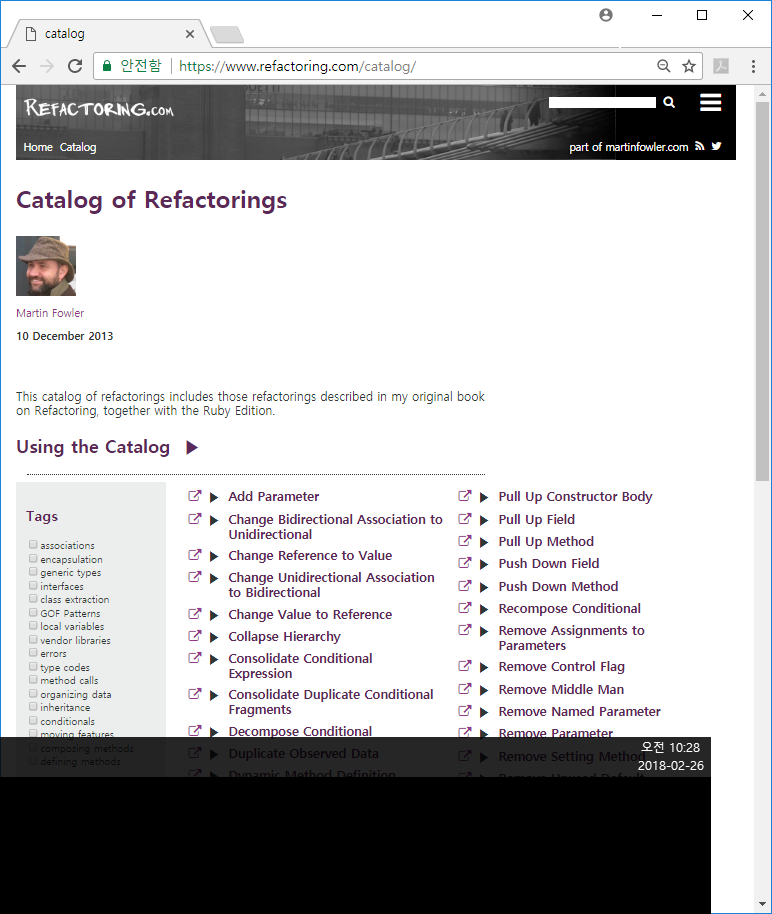 catalog
안전함
https://www.refactoring.com/catalog/
REFACTORING.COM
Home Catalog
part of martinfowler.com
Catalog of Refactorings
Martin Fowler
10 December 2013
This catalog of refactorings includes those refactorings described in my original book
on Refactoring, together with the Ruby Edition.
Using the Catalog
Tags
associations
encapsulation
generic types
interfaces
class extraction
GOF Patterns
local variables
vendor libraries
errors
type codes
method calls
organizing data
inheritance
conditionals
moving features
composing methods
defining methods
Add Parameter
Change Bidirectional Association to
Unidirectional
Change Reference to Value
Change Unidirectional Association
to Bidirectional
Change Value to Reference
Collapse Hierarchy
Consolidate Conditional
Expression
Consolidate Duplicate Conditional
Fragments
Decompose Conditional
Duplicate Observed Data
Dynamic Method Definition
Pull Up Constructor Body
Pull Up Field
Pull Up Method
Push Down Field
Push Down Method
Recompose Conditional
Remove Assignments to
Parameters
Remove Control Flag
Remove Middle Man
Remove Named Parameter
Remove Parameter
Remove Setting Method
Remove Unused Default
오전 10:28
2018-02-26